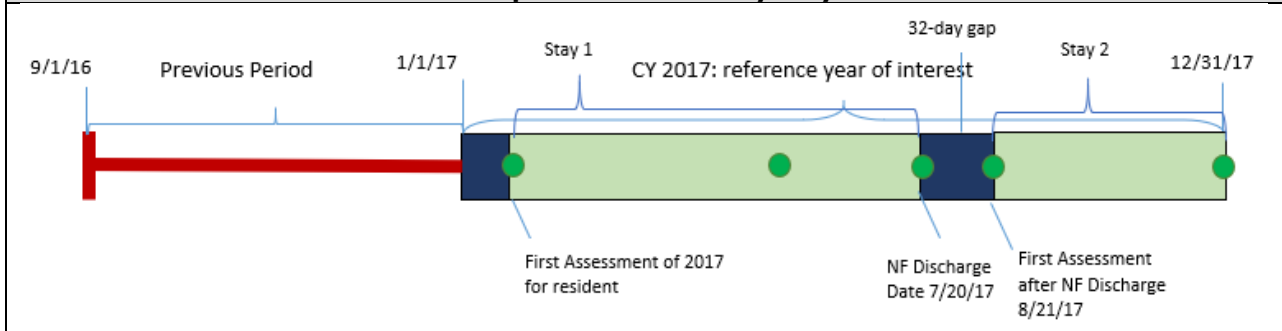 32-day gap
Stay 1
Stay 2
9/1/16
Previous Period
1/1/17
CY 2017: reference year of interest
12/31/17
First Assessment of 2017
for resident
NF Discharge
Date 7/20/17
First Assessment
after NF Discharge
8/21/17